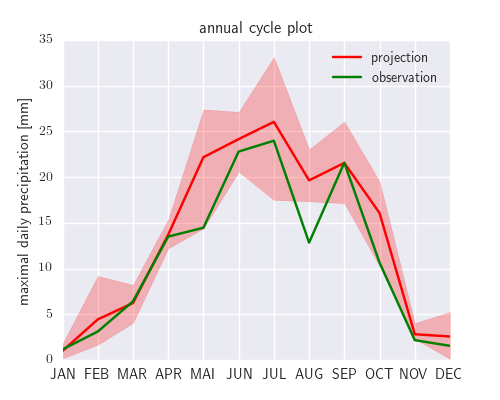 annual cycle plot
projection
observation
maximal daily precipitation [mm]
35
30
25
20
15
10
5
0
JAN FEB MAR APR MAI JUN JUL AUG SEP OCT NOV DEC